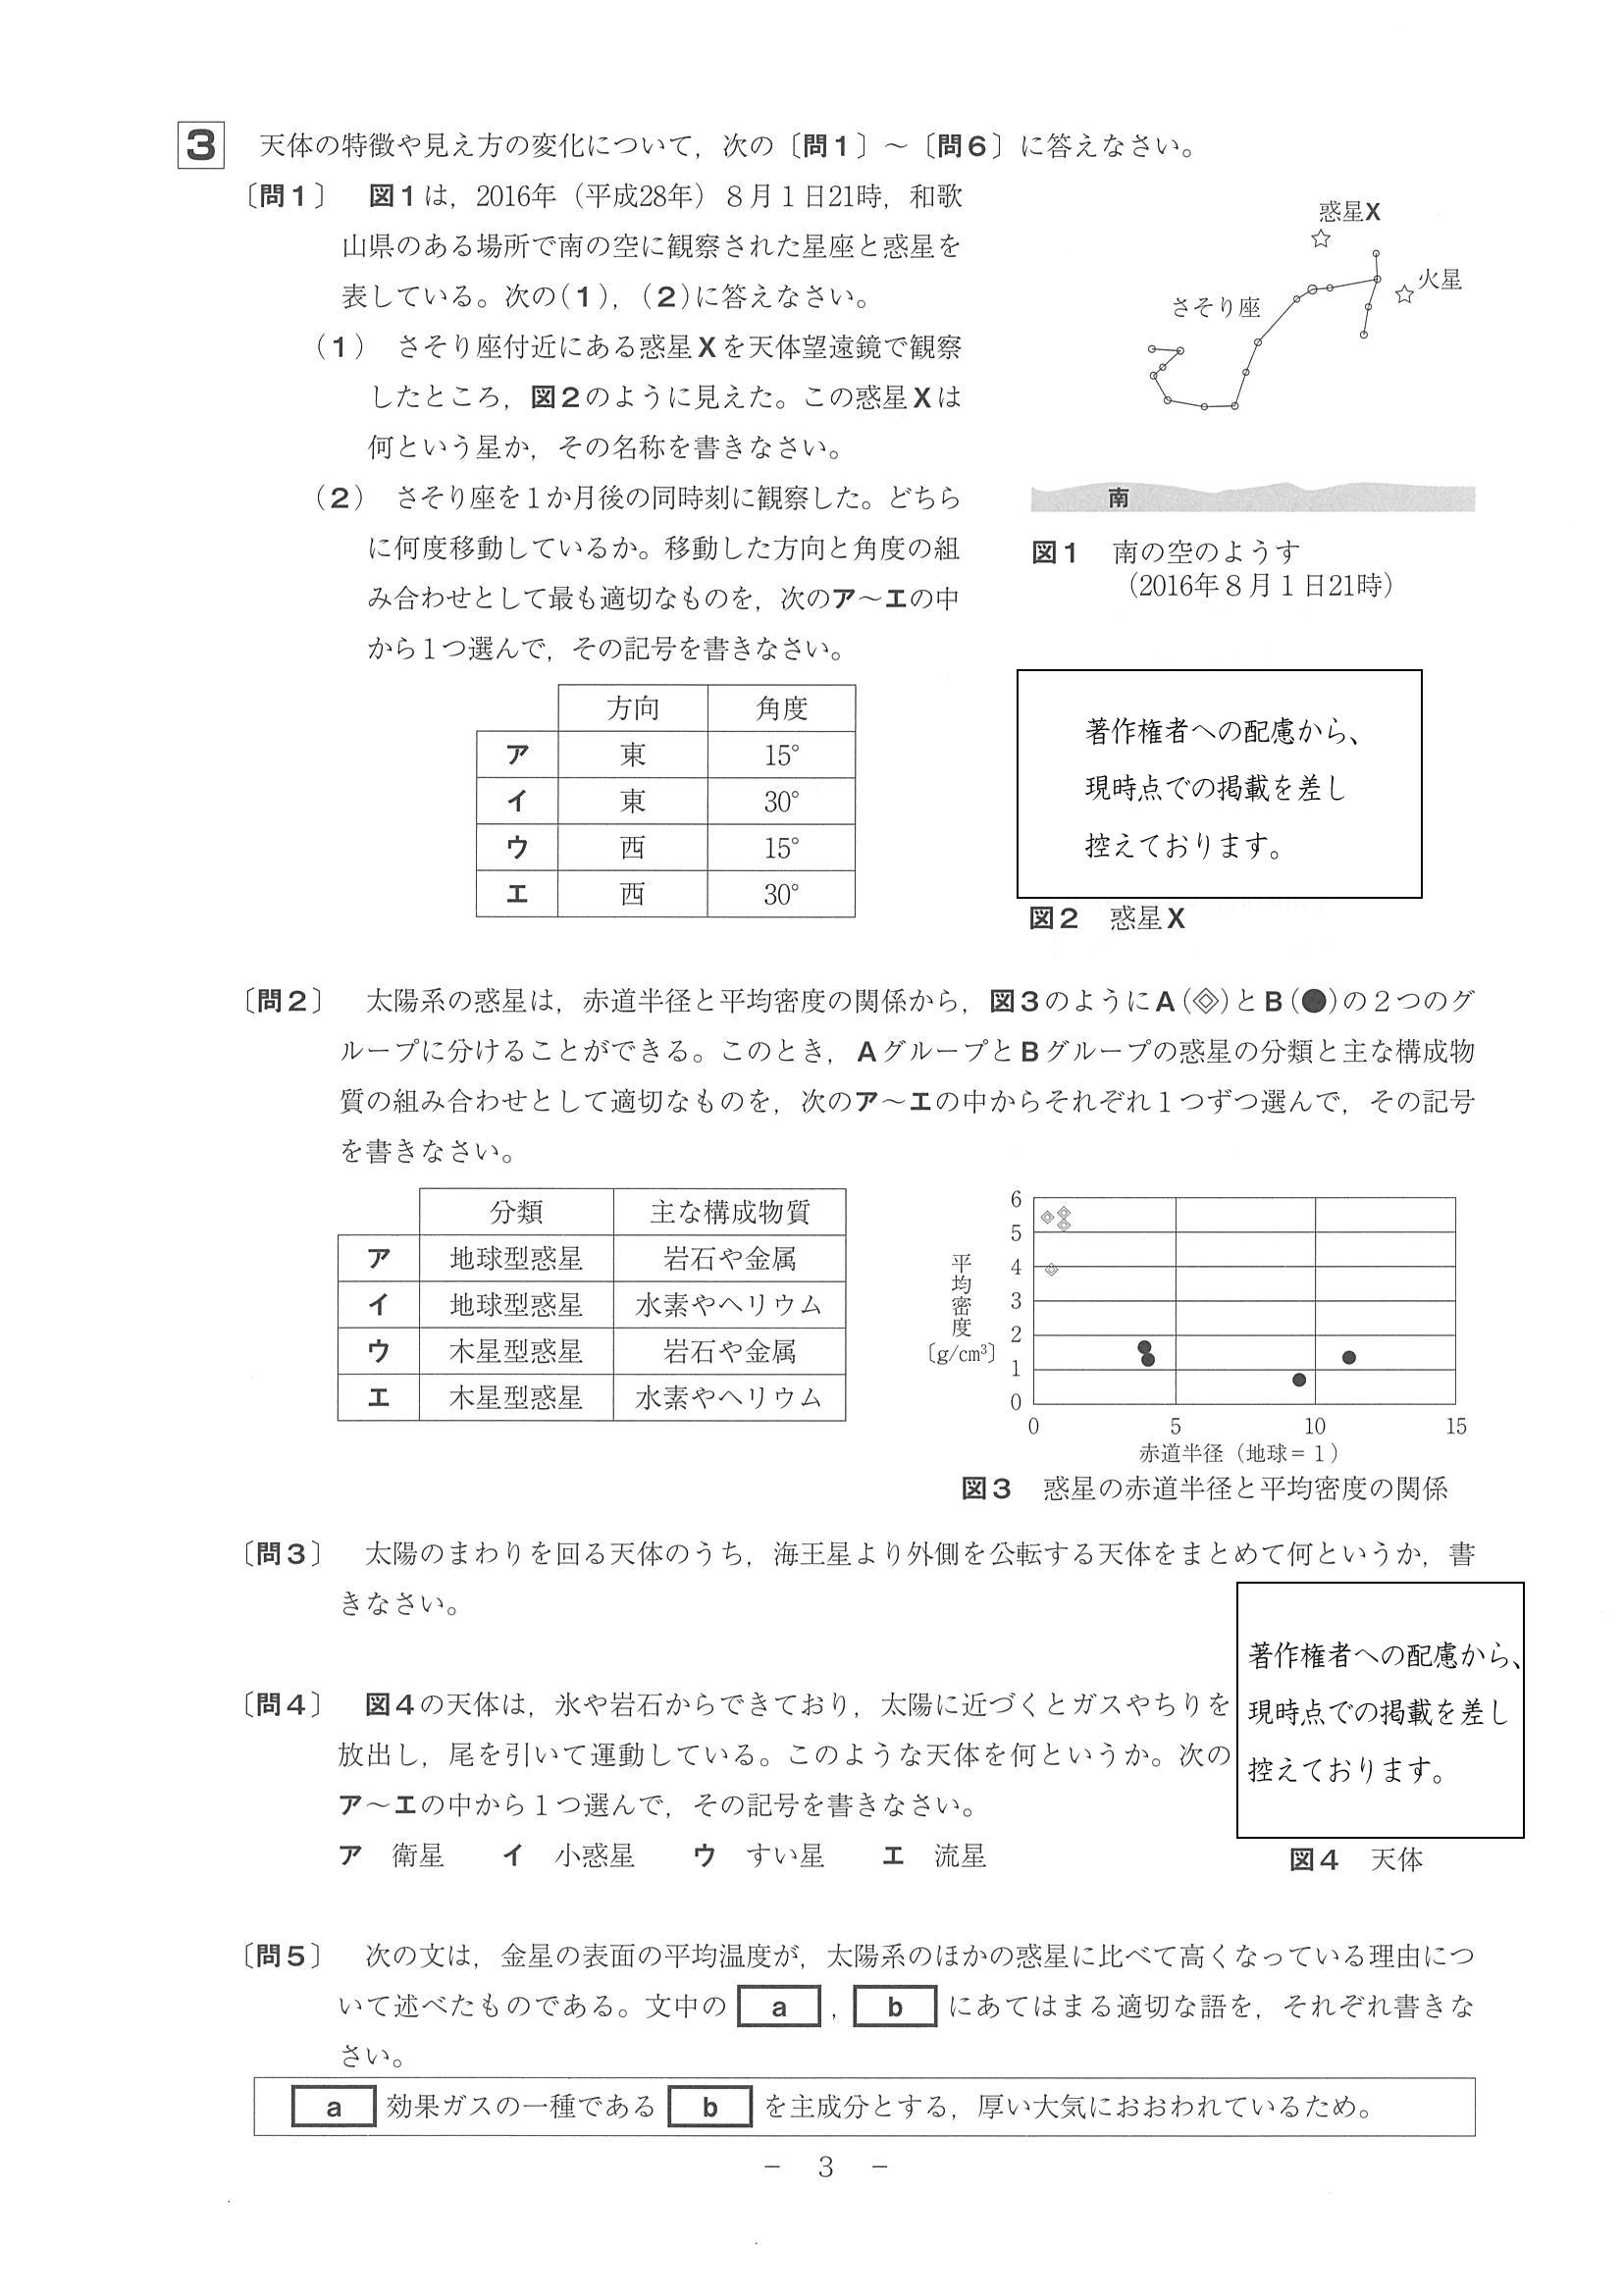 3 天体の特徴や見え方の変化について，次の〔問1〕～〔問6〕に答えなさい。
〔問1〕 図1は，2016年（平成28年）８月１日21時，和歌
山県のある場所で南の空に観察された星座と惑星を
表している。次の(1)，(2)に答えなさい。
(1) さそり座付近にある惑星Xを天体望遠鏡で観察
したところ，図2のように見えた。この惑星Xは
何という星か，その名称を書きなさい。
(2) さそり座を１か月後の同時刻に観察した。どちら
に何度移動しているか。移動した方向と角度の組
み合わせとして最も適切なものを，次のア～エの中
から１つ選んで，その記号を書きなさい。
方向 角度
ア 東 15°
イ 東 30°
ウ 西 15°
エ 西 30°
惑星X
火星
さそり座
南
図1 南の空のようす
（2016年８月１日21時）
著作権者への配慮から、
現時点での掲載を差し
控えております。
図2 惑星X
〔問2〕 太陽系の惑星は，赤道半径と平均密度の関係から，図3のようにA(◈)とB(●)の２つのグ
ループに分けることができる。このとき，AグループとBグループの惑星の分類と主な構成物
質の組み合わせとして適切なものを，次のア～エの中からそれぞれ１つずつ選んで，その記号
を書きなさい。
分類 主な構成物質
ア 地球型惑星 岩石や金属
イ 地球型惑星 水素やヘリウム
ウ 木星型惑星 岩石や金属
エ 木星型惑星 水素やヘリウム
平均密度
〔g/cm³〕
6
5
4
3
2
1
0
0 5 10 15
赤道半径（地球＝１）
図3 惑星の赤道半径と平均密度の関係
〔問3〕 太陽のまわりを回る天体のうち，海王星より外側を公転する天体をまとめて何というか，書
きなさい。
〔問4〕 図4の天体は，氷や岩石からできており，太陽に近づくとガスやちりを
放出し，尾を引いて運動している。このような天体を何というか。次の
ア～エの中から１つ選んで，その記号を書きなさい。
ア 衛星 イ 小惑星 ウ すい星 エ 流星
著作権者への配慮から、
現時点での掲載を差し
控えております。
図4 天体
〔問5〕 次の文は，金星の表面の平均温度が，太陽系のほかの惑星に比べて高くなっている理由につ
いて述べたものである。文中の a ， b にあてはまる適切な語を，それぞれ書きな
さい。
a 効果ガスの一種である b を主成分とする，厚い大気におおわれているため。
－ 3 －